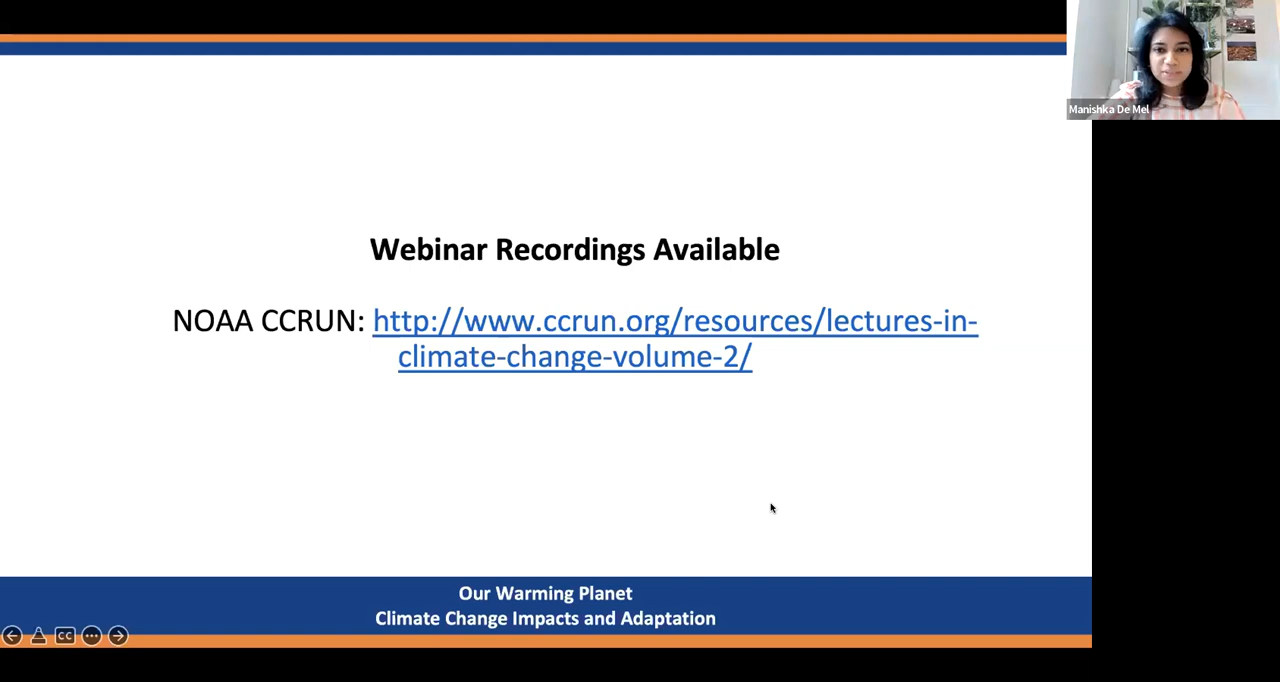 Manishka De Mel
Webinar Recordings Available
NOAA CCRUN: http://www.ccrun.org/resources/lectures-in-
climate-change-volume-2/
Our Warming Planet
Climate Change Impacts and Adaptation
CC